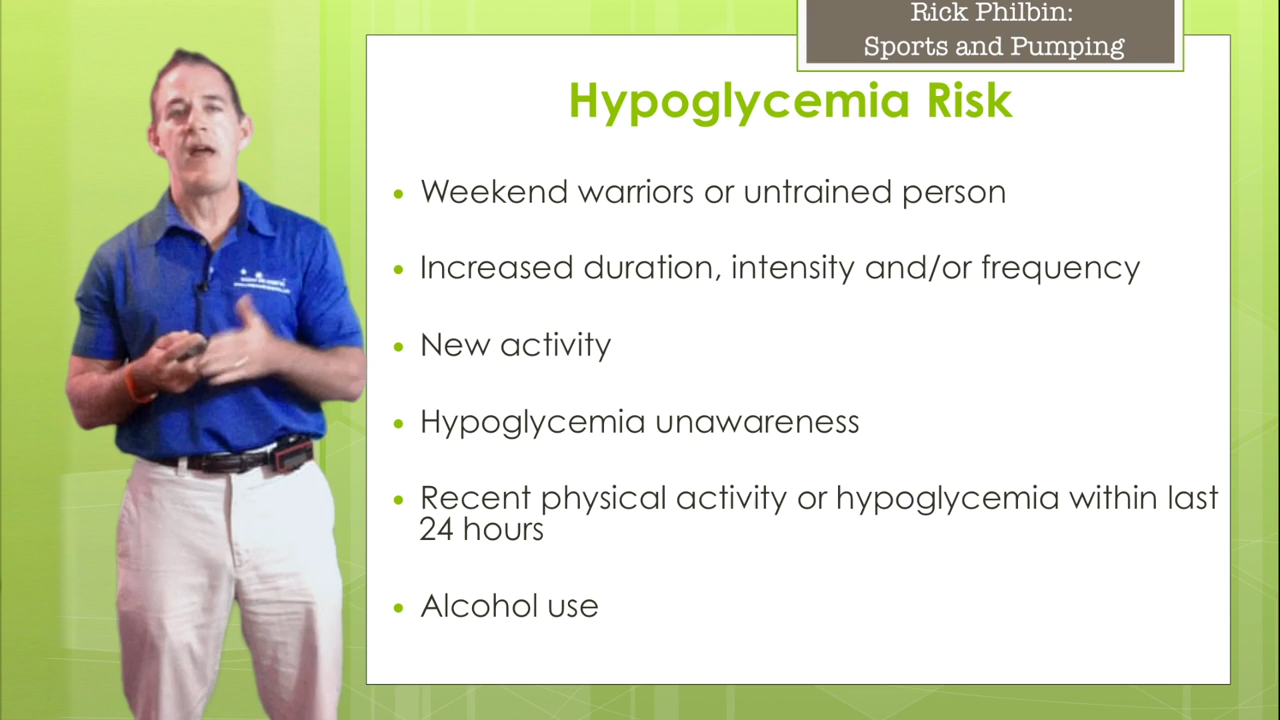 Rick Philbin:
Sports and Pumping
Hypoglycemia Risk
• Weekend warriors or untrained person
• Increased duration, intensity and/or frequency
• New activity
• Hypoglycemia unawareness
• Recent physical activity or hypoglycemia within last
24 hours
• Alcohol use